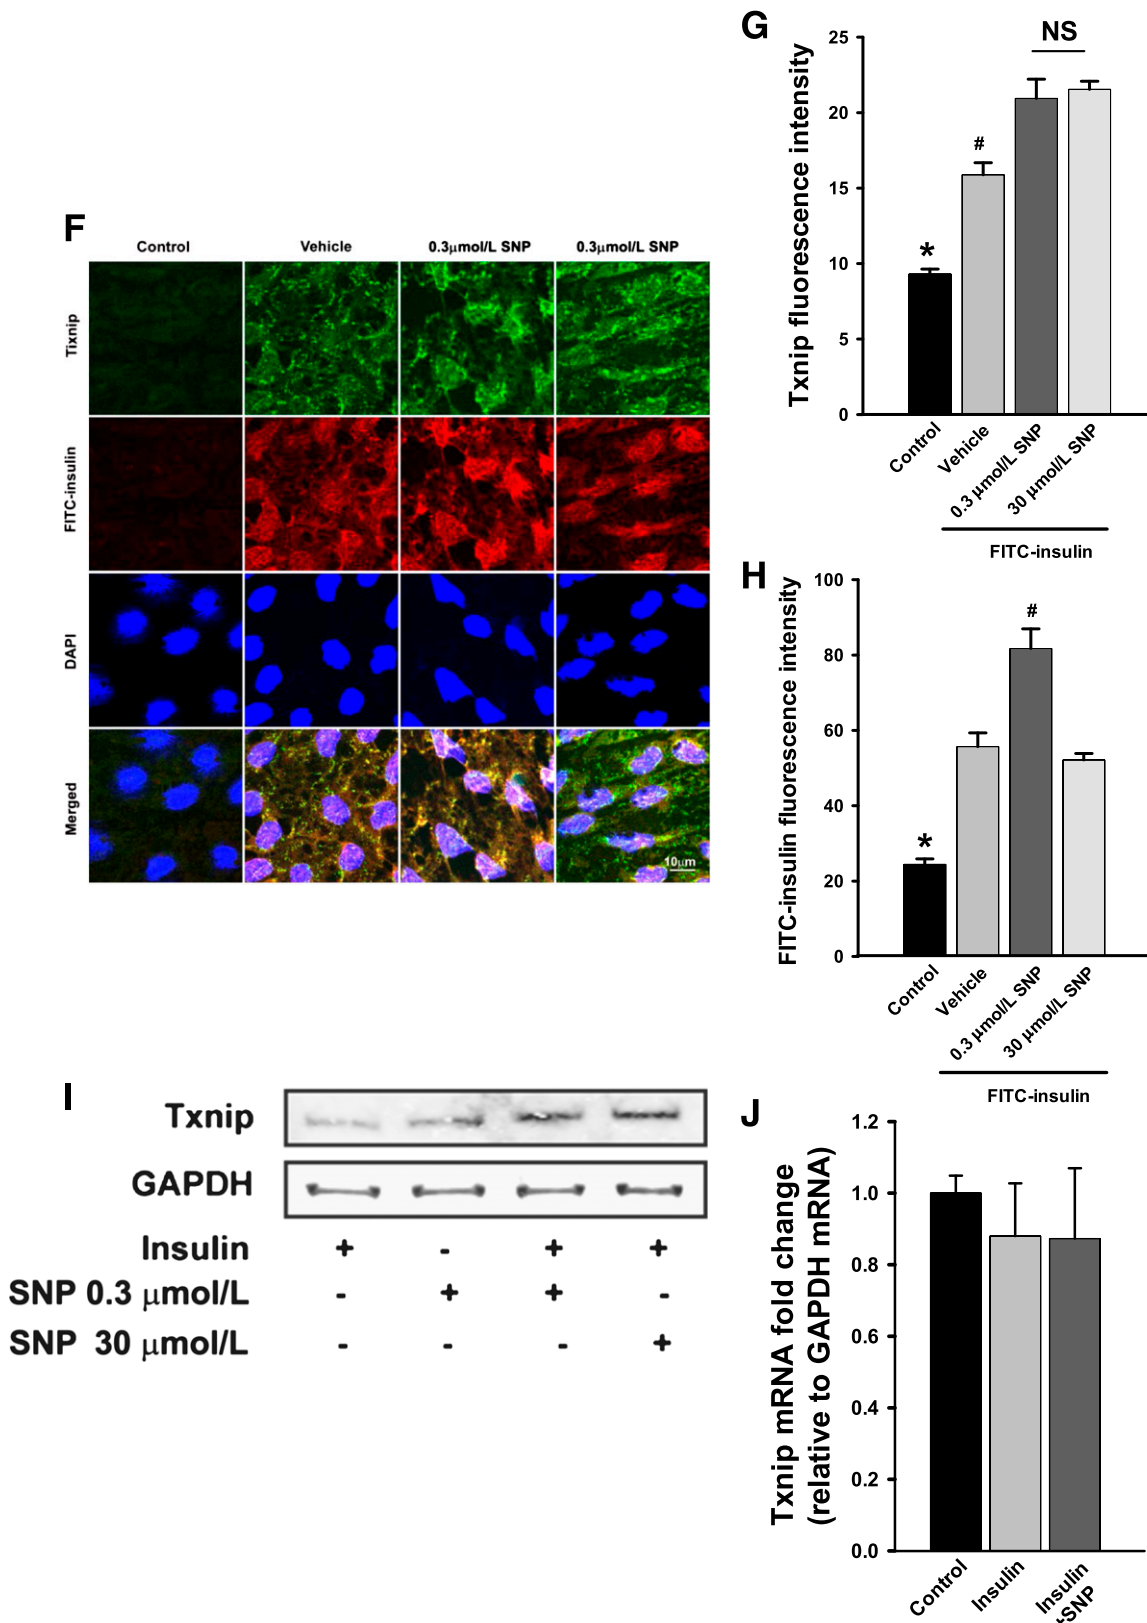 F
Control Vehicle 0.3μmol/L SNP 0.3μmol/L SNP
Tixnip
FITC-insulin
DAPI
Merged
10μm
G
NS
25
20
15
10
5
0
#
*
Txnip fluorescence intensity
Control
Vehicle
0.3 μmol/L SNP
30 μmol/L SNP
FITC-insulin
H
100
80
60
40
20
0
#
*
FITC-insulin fluorescence intensity
Control
Vehicle
0.3 μmol/L SNP
30 μmol/L SNP
FITC-insulin
I
Txnip
GAPDH
Insulin + - + +
SNP 0.3 μmol/L - + + -
SNP 30 μmol/L - - - +
J
1.2
1.0
0.8
0.6
0.4
0.2
0.0
Txnip mRNA fold change
(relative to GAPDH mRNA)
Control
Insulin
Insulin
+SNP